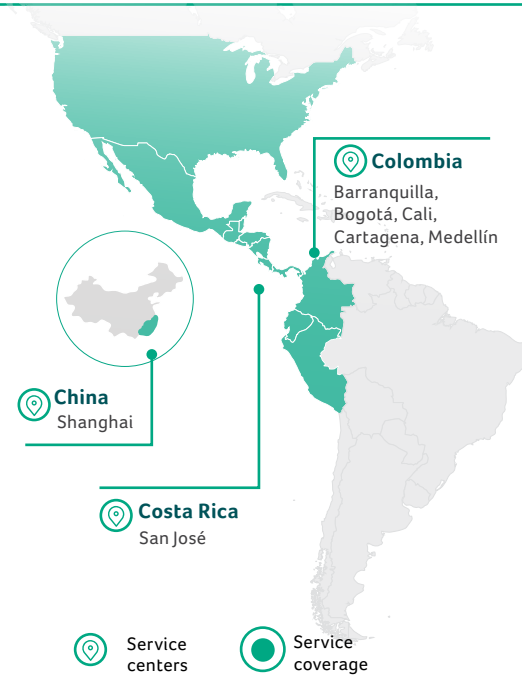 Colombia
Barranquilla,
Bogotá, Cali,
Cartagena, Medellín
China
Shanghai
Costa Rica
San José
Service
centers
Service
coverage